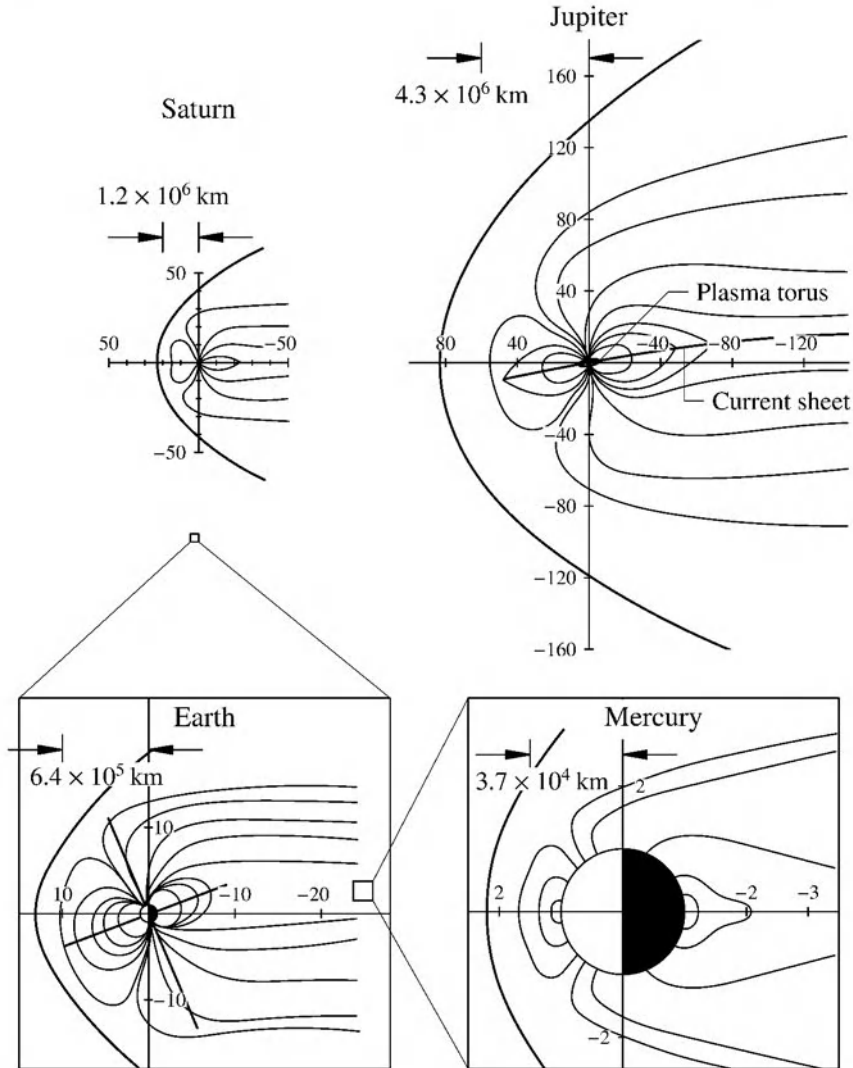 Jupiter
160
4.3 × 10⁶ km
Saturn
120
1.2 × 10⁶ km
80
50
40
Plasma torus
50
−50
80
40
−40
−80
−120
Current sheet
−50
−40
−80
−120
−160
Earth
6.4 × 10⁵ km
10
10
−10
−20
−10
Mercury
3.7 × 10⁴ km
2
2
−2
−3
−2